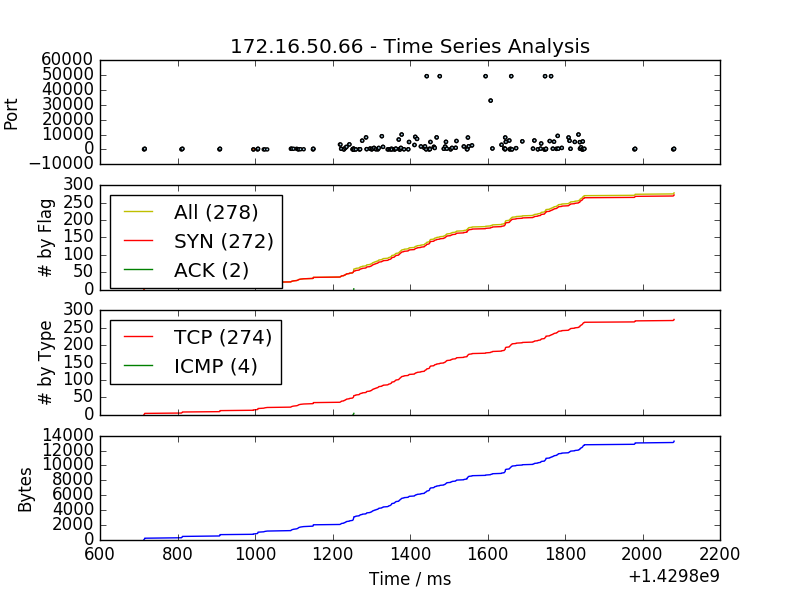 172.16.50.66 - Time Series Analysis
60000
50000
40000
30000
20000
10000
0
−10000
Port
300
250
200
150
100
50
0
# by Flag
All (278)
SYN (272)
ACK (2)
300
250
200
150
100
50
0
# by Type
TCP (274)
ICMP (4)
14000
12000
10000
8000
6000
4000
2000
0
Bytes
600 800 1000 1200 1400 1600 1800 2000 2200
Time / ms
+1.4298e9